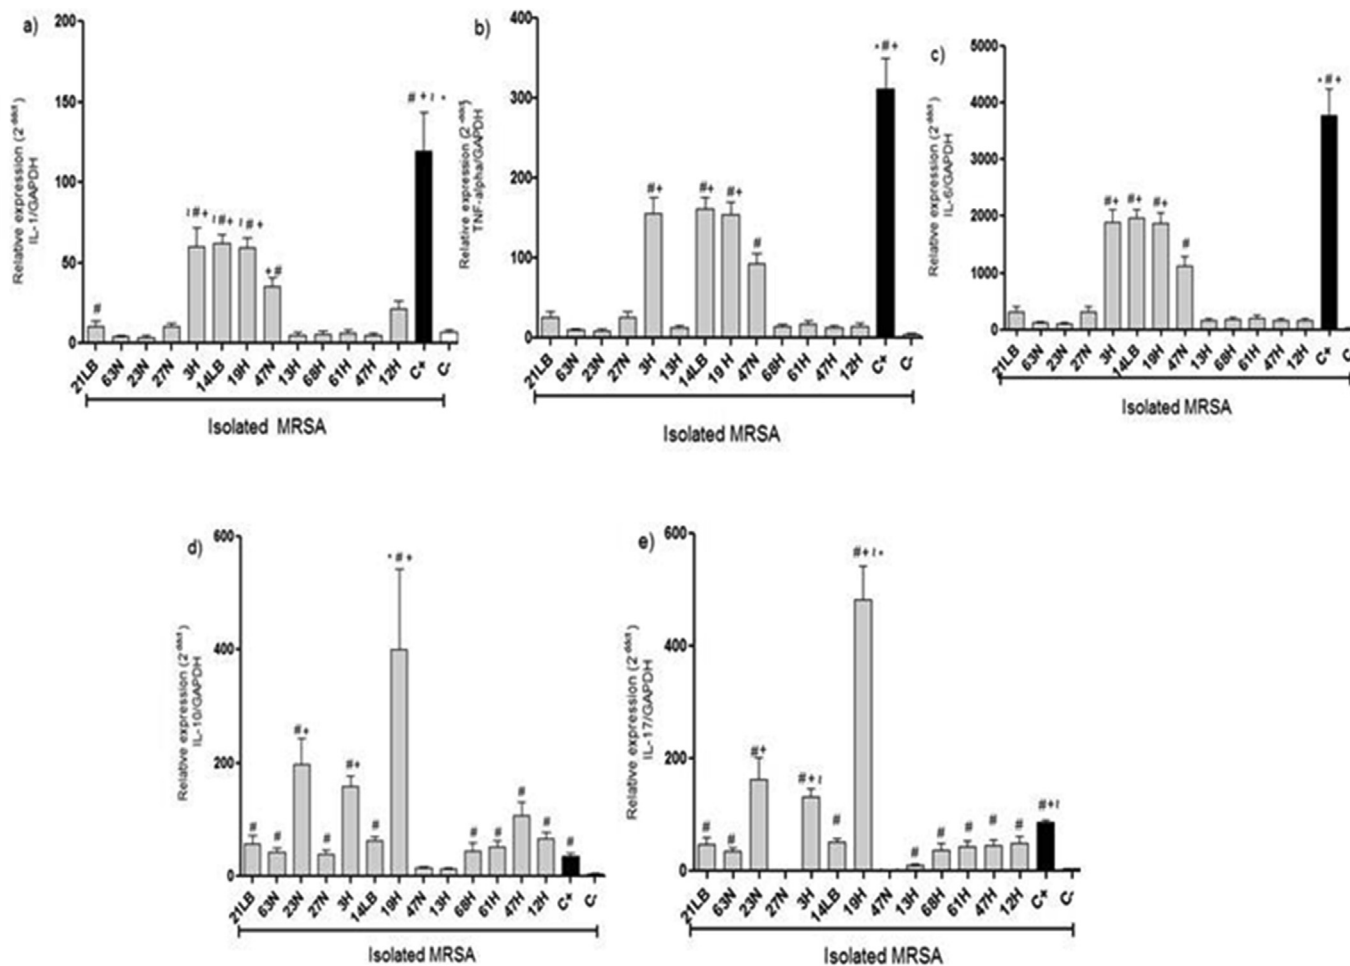 a)
Relative expression (2^-ddct)
IL-1/GAPDH
200
150
100
50
0
#
≀#+ ≀#+ ≀#+
+#
#+≀*
21LB 63N 23N 27N 3H 14LB 19H 47N 13H 68H 61H 47H 12H C+ C-
Isolated MRSA
b)
Relative expression (2^-ddct)
TNF-alpha/GAPDH
400
300
200
100
0
#+ #+ #+
#
*#+
21LB 63N 23N 27N 3H 13H 14LB 19 H 47N 68H 61H 47H 12H C+ C-
Isolated MRSA
c)
Relative expression (2^-ddct)
IL-6/GAPDH
5000
4000
3000
2000
1000
0
#+ #+ #+
#
*#+
21LB 63N 23N 27N 3H 14LB 19H 47N 13H 68H 61H 47H 12H C+
Isolated MRSA
d)
Relative expression (2^-ddct)
IL-10/GAPDH
600
400
200
0
# # #+ # #+ # *#+ # # # # #
21LB 63N 23N 27N 3H 14LB 19H 47N 13H 68H 61H 47H 12H C+ C-
Isolated MRSA
e)
Relative expression (2^-ddct)
IL-17/GAPDH
600
400
200
0
# # #+ #+≀ # #+≀* # # # # # #+≀
21LB 63N 23N 27N 3H 14LB 19H 47N 13H 68H 61H 47H 12H C+ C-
Isolated MRSA